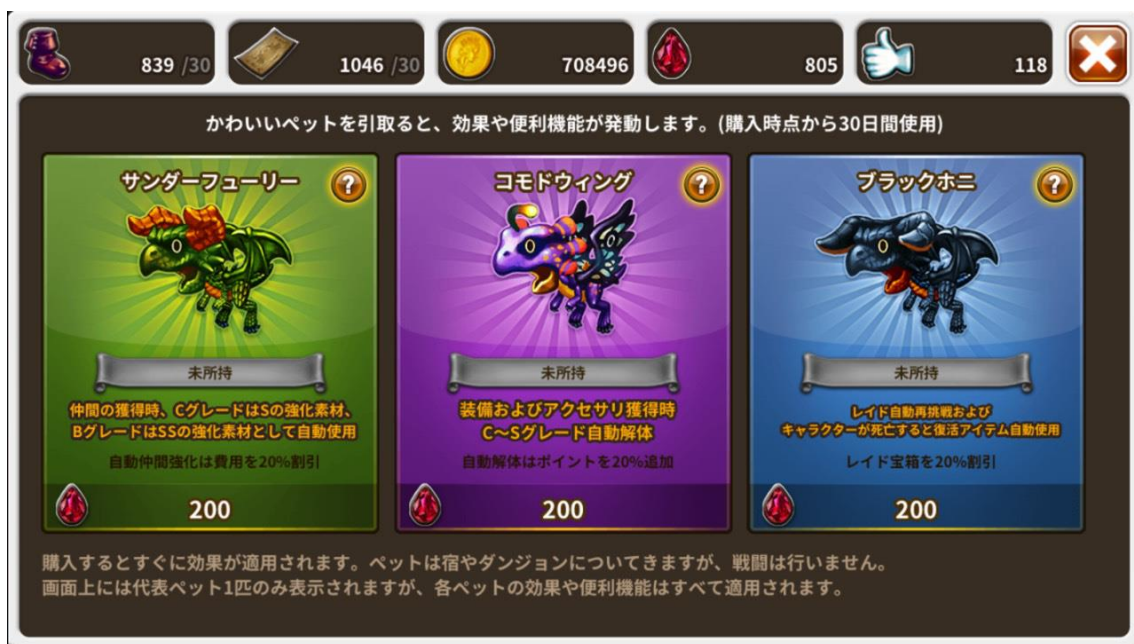 839 /30
1046 /30
708496
805
118
かわいいペットを引取ると、効果や便利機能が発動します。(購入時点から30日間使用)
サンダーフューリー
?
未所持
仲間の獲得時、CグレードはSの強化素材、
BグレードはSSの強化素材として自動使用
自動仲間強化は費用を20%割引
200
コモドウィング
?
未所持
装備およびアクセサリ獲得時
C～Sグレード自動解体
自動解体はポイントを20%追加
200
ブラックホニ
?
未所持
レイド自動再挑戦および
キャラクターが死亡すると復活アイテム自動使用
レイド宝箱を20%割引
200
購入するとすぐに効果が適用されます。ペットは宿やダンジョンについてきますが、戦闘は行いません。
画面上には代表ペット1匹のみ表示されますが、各ペットの効果や便利機能はすべて適用されます。